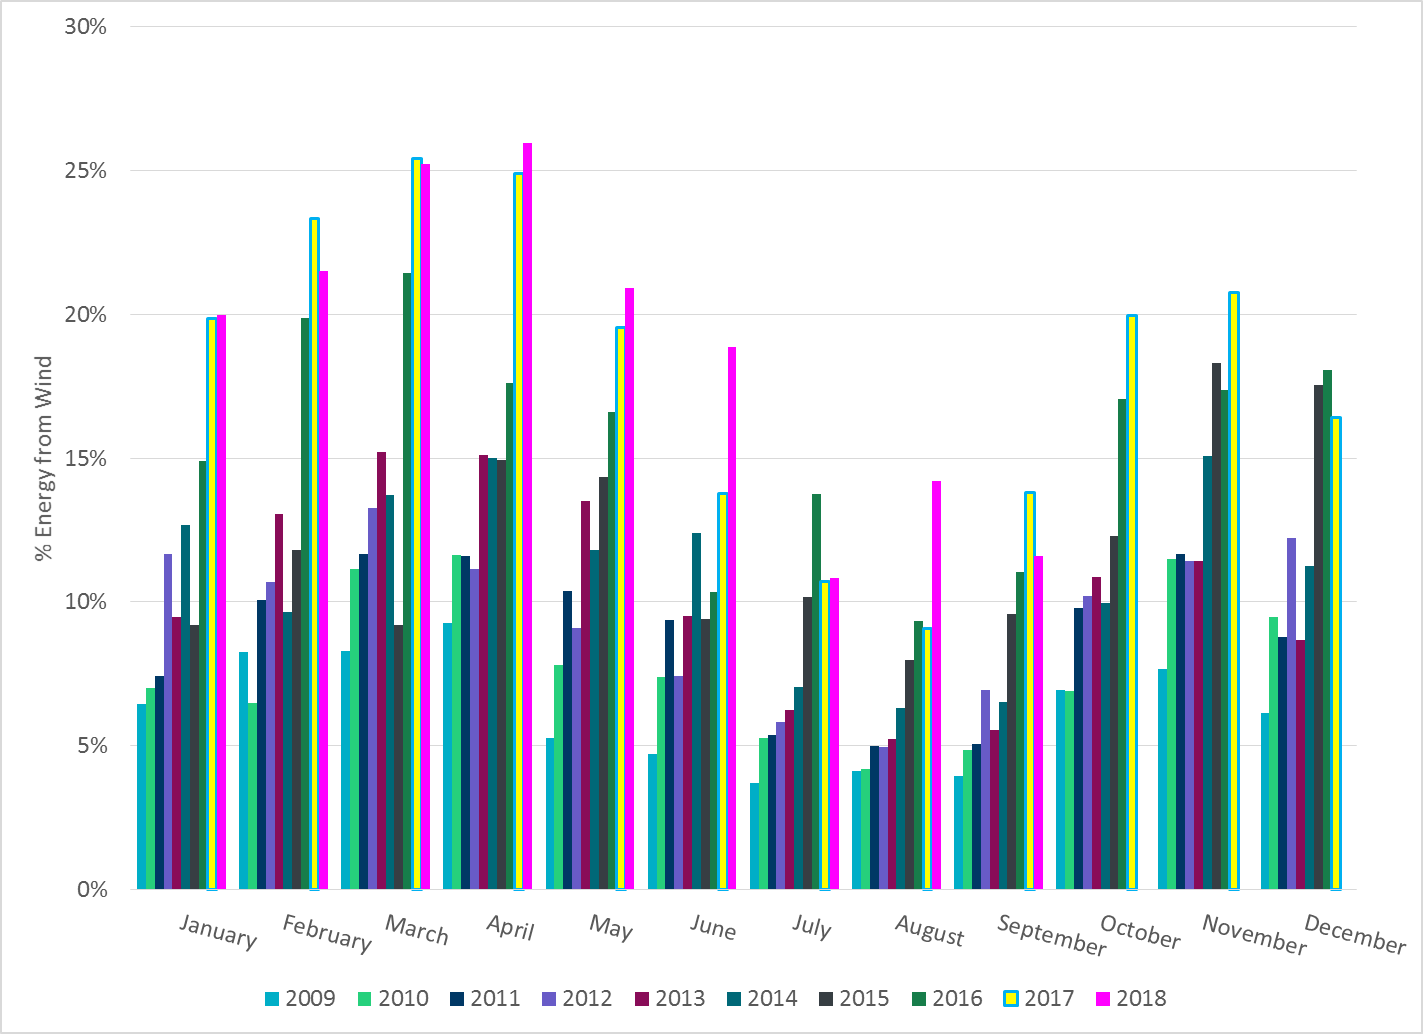 30%
25%
20%
15%
10%
5%
0%
% Energy from Wind
January February March April May June July August September October November December
2009 2010 2011 2012 2013 2014 2015 2016 2017 2018